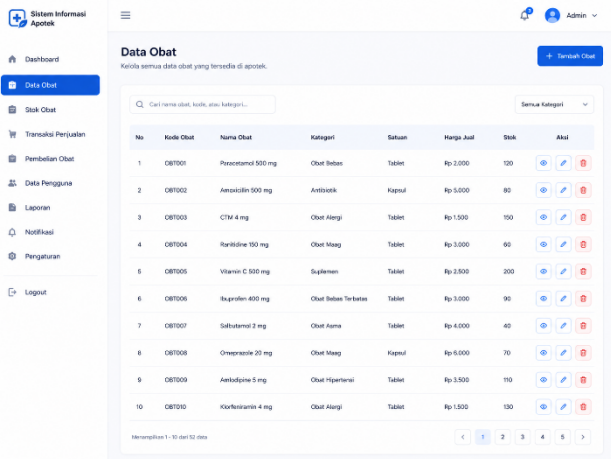 Sistem Informasi
Apotek
Dashboard
Data Obat
Stok Obat
Transaksi Penjualan
Pembelian Obat
Data Pengguna
Laporan
Notifikasi
Pengaturan
Logout
Admin
Data Obat
Kelola semua data obat yang tersedia di apotek.
+ Tambah Obat
Cari nama obat, kode, atau kategori...
Semua Kategori
No Kode Obat Nama Obat Kategori Satuan Harga Jual Stok Aksi
1 OBT001 Paracetamol 500 mg Obat Bebas Tablet Rp 2.000 120
2 OBT002 Amoxicillin 500 mg Antibiotik Kapsul Rp 5.000 80
3 OBT003 CTM 4 mg Obat Alergi Tablet Rp 1.500 150
4 OBT004 Ranitidine 150 mg Obat Maag Tablet Rp 3.000 60
5 OBT005 Vitamin C 500 mg Suplemen Tablet Rp 2.500 200
6 OBT006 Ibuprofen 400 mg Obat Bebas Terbatas Tablet Rp 3.000 90
7 OBT007 Salbutamol 2 mg Obat Asma Tablet Rp 4.000 40
8 OBT008 Omeprazole 20 mg Obat Maag Kapsul Rp 6.000 70
9 OBT009 Amlodipine 5 mg Obat Hipertensi Tablet Rp 3.500 110
10 OBT010 Klorfeniramin 4 mg Obat Alergi Tablet Rp 1.500 130
Menampilkan 1 - 10 dari 52 data
1 2 3 4 5